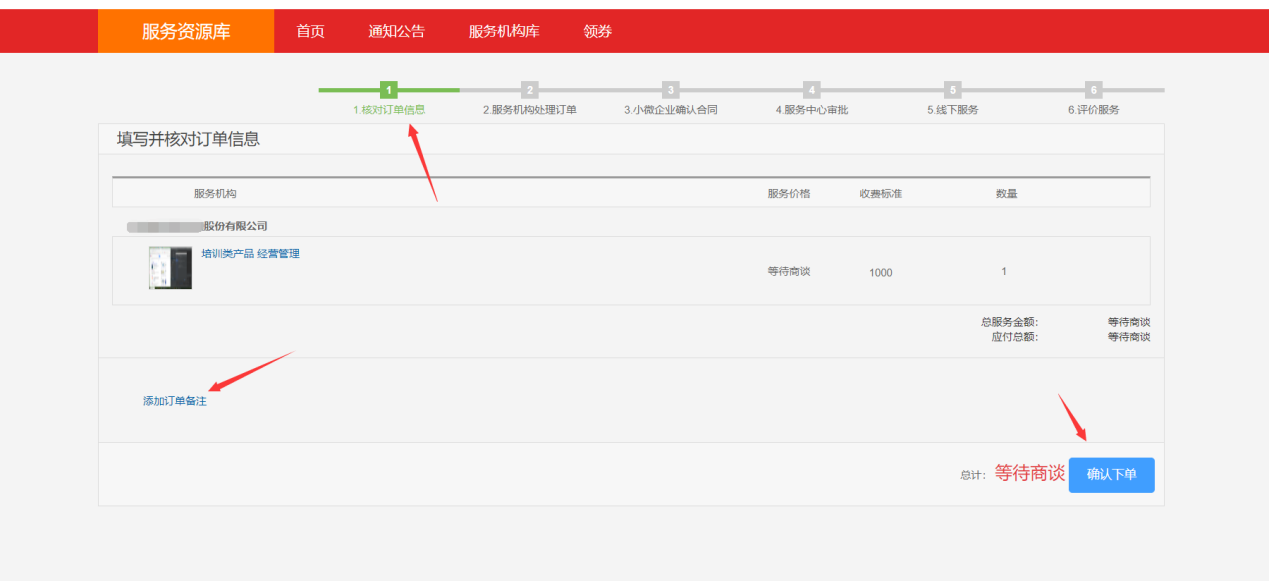 服务资源库 首页 通知公告 服务机构库 领券
1 2 3 4 5 6
1.核对订单信息 2.服务机构处理订单 3.小微企业确认合同 4.服务中心审批 5.线下服务 6.评价服务
填写并核对订单信息
服务机构 服务价格 收费标准 数量
股份有限公司
培训类产品 经营管理
等待商谈 1000 1
总服务金额: 等待商谈
应付总额: 等待商谈
添加订单备注
总计: 等待商谈 确认下单